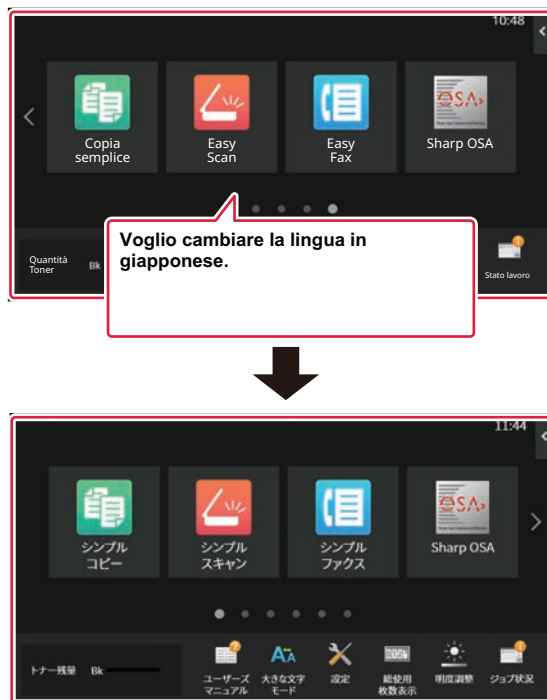 10:48
Copia
semplice
Easy
Scan
Easy
Fax
OSA
Sharp OSA
Voglio cambiare la lingua in
giapponese.
Quantità
Toner
Bk
Stato lavoro
11:44
シンプル
コピー
シンプル
スキャン
シンプル
ファクス
OSA
Sharp OSA
トナー残量 Bk
ユーザーズ
マニュアル
大きな文字
モード
設定
総使用
枚数表示
明度調整
ジョブ状況